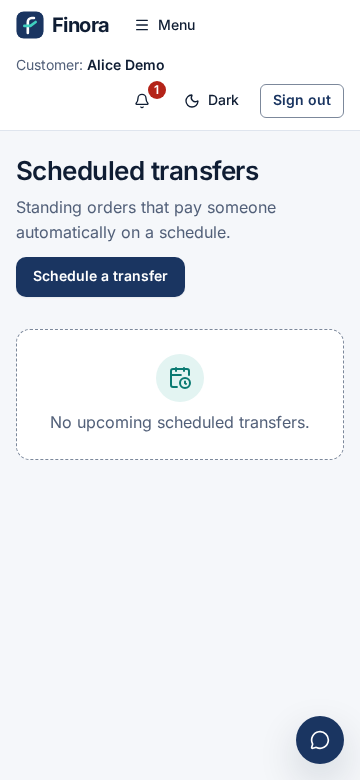 Finora
Menu
Customer: Alice Demo
1
Dark
Sign out
Scheduled transfers
Standing orders that pay someone
automatically on a schedule.
Schedule a transfer
No upcoming scheduled transfers.